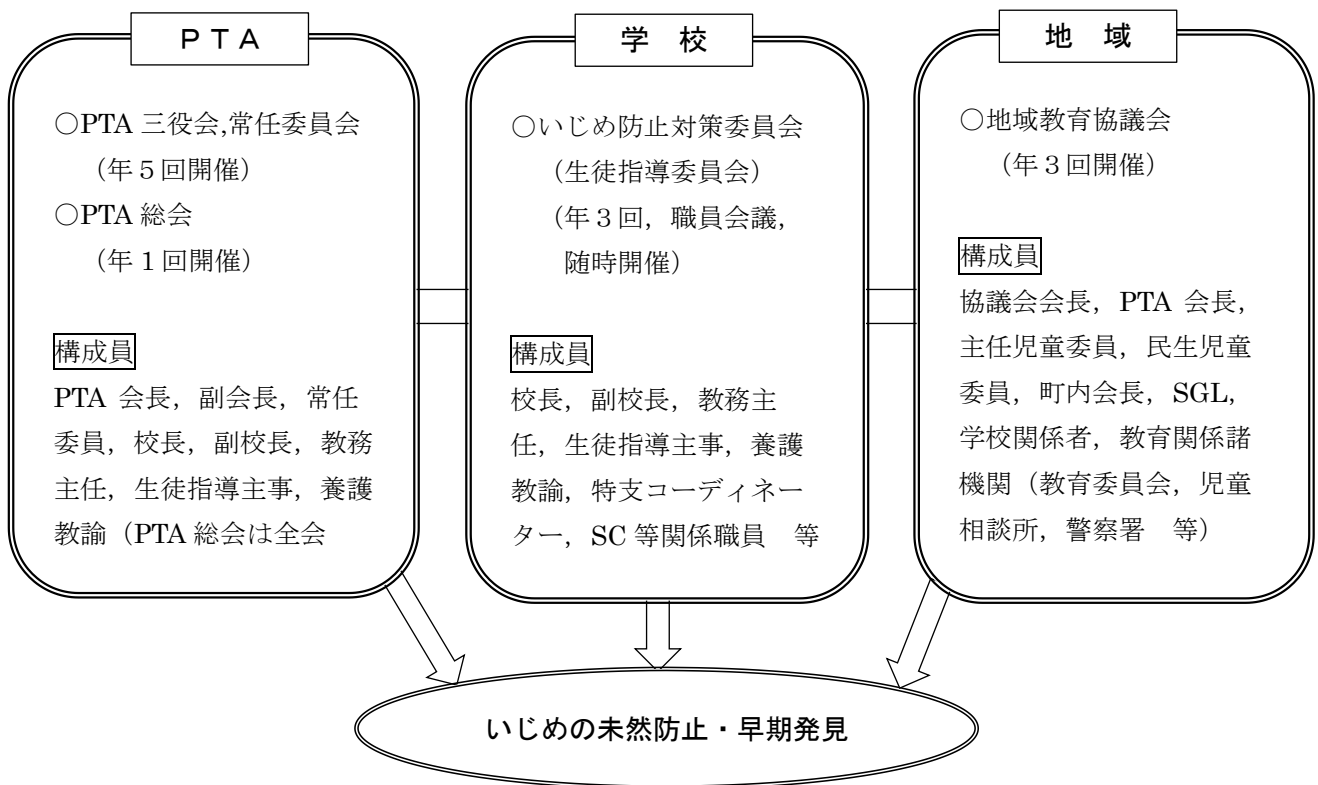 PTA
○PTA 三役会,常任委員会
(年5回開催)
○PTA 総会
(年1回開催)
構成員
PTA 会長，副会長，常任
委員，校長，副校長，教務
主任，生徒指導主事，養護
教諭（PTA 総会は全会
学 校
○いじめ防止対策委員会
(生徒指導委員会)
(年3回，職員会議，
随時開催)
構成員
校長，副校長，教務主
任，生徒指導主事，養護
教諭，特支コーディネー
ター，SC 等関係職員 等
地 域
○地域教育協議会
(年3回開催)
構成員
協議会会長，PTA 会長，
主任児童委員，民生児童
委員，町内会長，SGL，
学校関係者，教育関係諸
機関（教育委員会，児童
相談所，警察署 等）
いじめの未然防止・早期発見